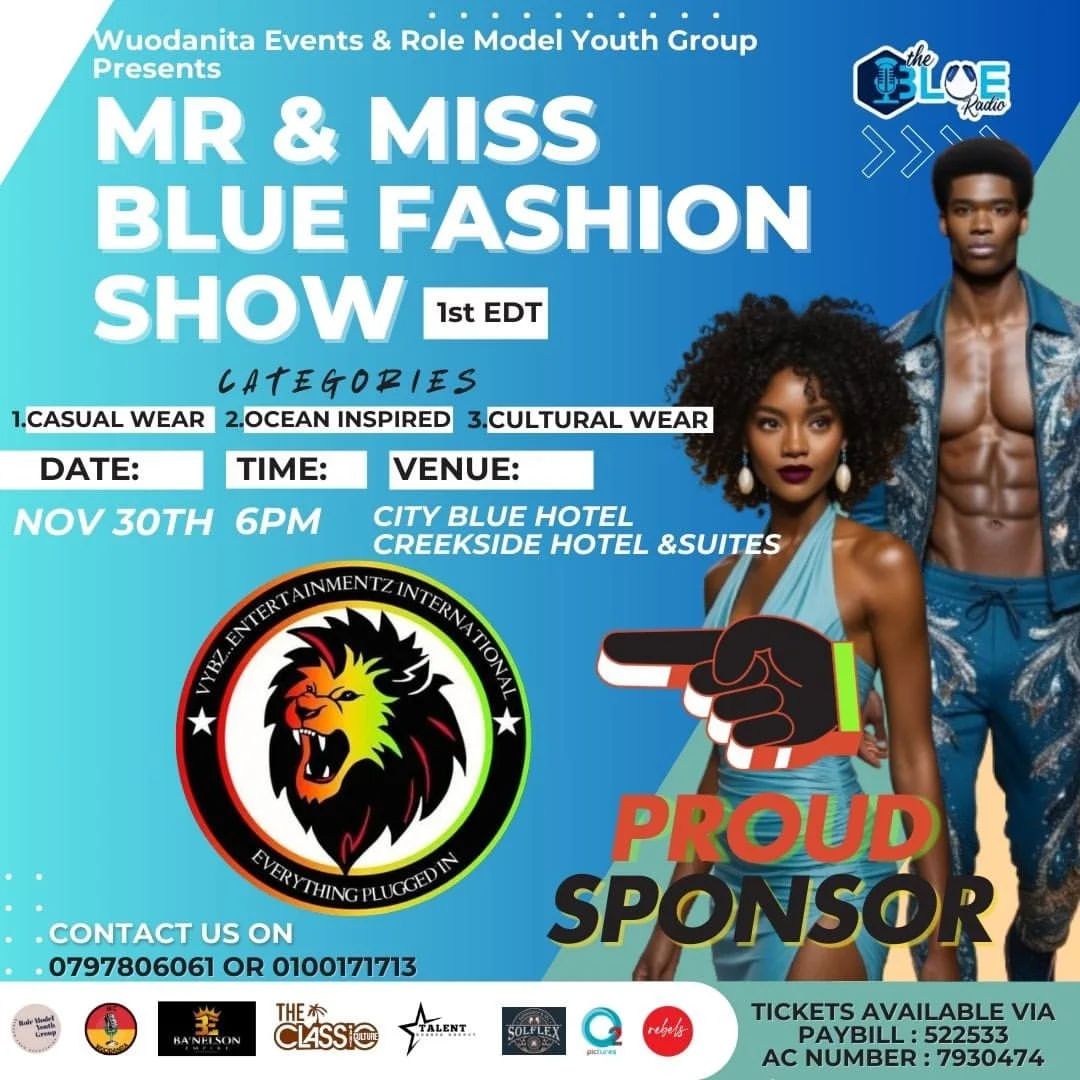 Wuodanita Events & Role Model Youth Group
Presents
the
BLUE
Radio
MR & MISS
BLUE FASHION
SHOW
1st EDT
CATEGORIES
1.CASUAL WEAR
2.OCEAN INSPIRED
3.CULTURAL WEAR
DATE:
TIME:
VENUE:
NOV 30TH
6PM
CITY BLUE HOTEL
CREEKSIDE HOTEL &SUITES
VYBZ..ENTERTAINMENTZ INTERNATIONAL
EVERYTHING PLUGGED IN
PROUD
SPONSOR
CONTACT US ON
0797806061 OR 0100171713
Role Model
Youth
Group
BA'NELSON
EMPIRE
THE
CLASSIC
CULTURE
TALENT
SOLFLEX
pictures
rebels
TICKETS AVAILABLE VIA
PAYBILL : 522533
AC NUMBER : 7930474